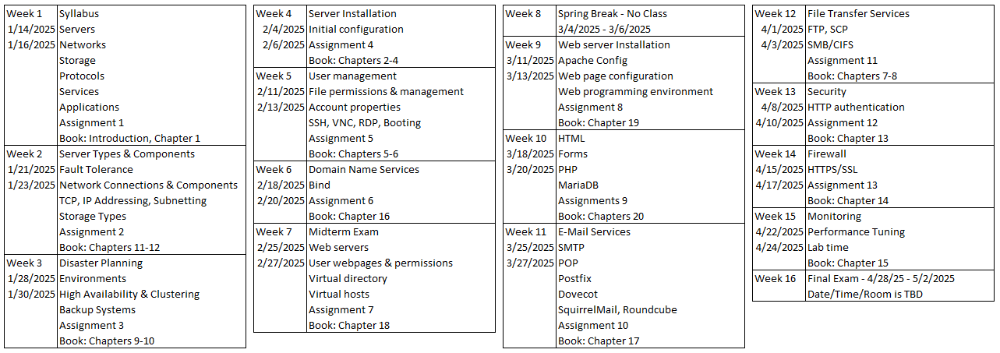 Week 1 Syllabus
1/14/2025 Servers
1/16/2025 Networks
Storage
Protocols
Services
Applications
Assignment 1
Book: Introduction, Chapter 1
Week 2 Server Types & Components
1/21/2025 Fault Tolerance
1/23/2025 Network Connections & Components
TCP, IP Addressing, Subnetting
Storage Types
Assignment 2
Book: Chapters 11-12
Week 3 Disaster Planning
1/28/2025 Environments
1/30/2025 High Availability & Clustering
Backup Systems
Assignment 3
Book: Chapters 9-10
Week 4 Server Installation
2/4/2025 Initial configuration
2/6/2025 Assignment 4
Book: Chapters 2-4
Week 5 User management
2/11/2025 File permissions & management
2/13/2025 Account properties
SSH, VNC, RDP, Booting
Assignment 5
Book: Chapters 5-6
Week 6 Domain Name Services
2/18/2025 Bind
2/20/2025 Assignment 6
Book: Chapter 16
Week 7 Midterm Exam
2/25/2025 Web servers
2/27/2025 User webpages & permissions
Virtual directory
Virtual hosts
Assignment 7
Book: Chapter 18
Week 8 Spring Break - No Class
3/4/2025 - 3/6/2025
Week 9 Web server Installation
3/11/2025 Apache Config
3/13/2025 Web page configuration
Web programming environment
Assignment 8
Book: Chapter 19
Week 10 HTML
3/18/2025 Forms
3/20/2025 PHP
MariaDB
Assignments 9
Book: Chapters 20
Week 11 E-Mail Services
3/25/2025 SMTP
3/27/2025 POP
Postfix
Dovecot
SquirrelMail, Roundcube
Assignment 10
Book: Chapter 17
Week 12 File Transfer Services
4/1/2025 FTP, SCP
4/3/2025 SMB/CIFS
Assignment 11
Book: Chapters 7-8
Week 13 Security
4/8/2025 HTTP authentication
4/10/2025 Assignment 12
Book: Chapter 13
Week 14 Firewall
4/15/2025 HTTPS/SSL
4/17/2025 Assignment 13
Book: Chapter 14
Week 15 Monitoring
4/22/2025 Performance Tuning
4/24/2025 Lab time
Book: Chapter 15
Week 16 Final Exam - 4/28/25 - 5/2/2025
Date/Time/Room is TBD